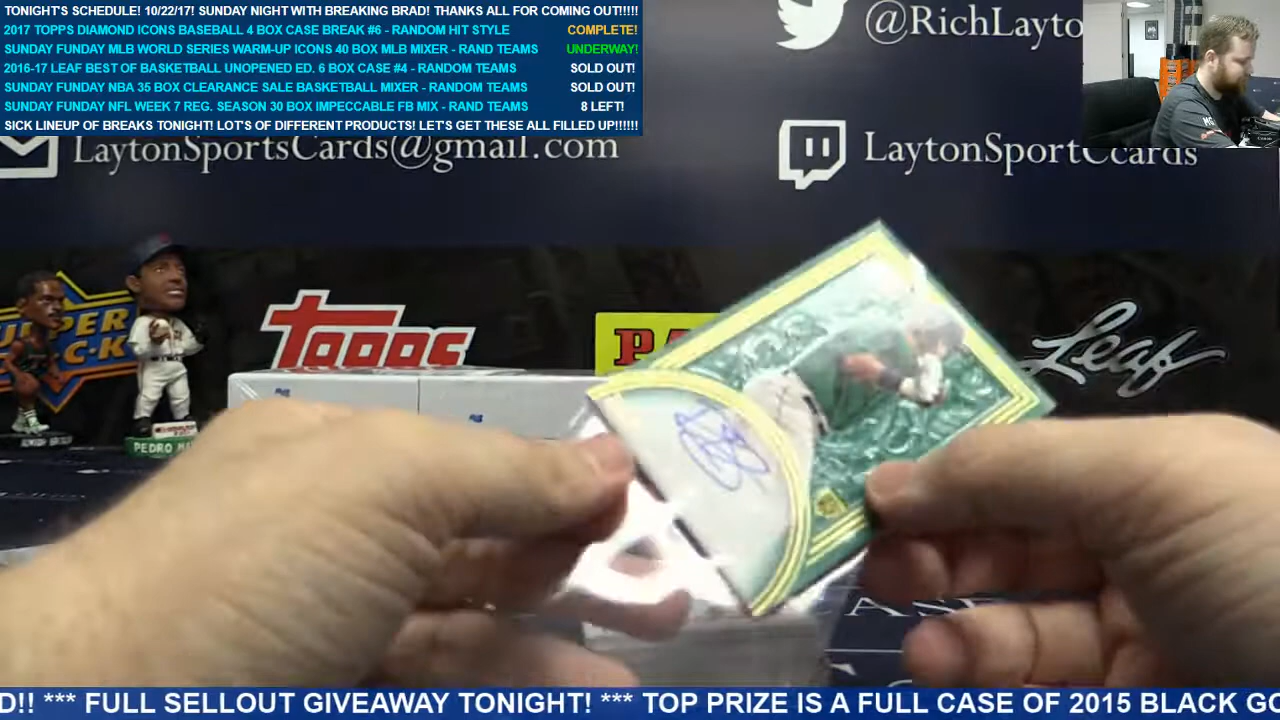 TONIGHT'S SCHEDULE! 10/22/17! SUNDAY NIGHT WITH BREAKING BRAD! THANKS ALL FOR COMING OUT!!!!!
2017 TOPPS DIAMOND ICONS BASEBALL 4 BOX CASE BREAK #6 - RANDOM HIT STYLE COMPLETE!
SUNDAY FUNDAY MLB WORLD SERIES WARM-UP ICONS 40 BOX MLB MIXER - RAND TEAMS UNDERWAY!
2016-17 LEAF BEST OF BASKETBALL UNOPENED ED. 6 BOX CASE #4 - RANDOM TEAMS SOLD OUT!
SUNDAY FUNDAY NBA 35 BOX CLEARANCE SALE BASKETBALL MIXER - RANDOM TEAMS SOLD OUT!
SUNDAY FUNDAY NFL WEEK 7 REG. SEASON 30 BOX IMPECCABLE FB MIX - RAND TEAMS 8 LEFT!
SICK LINEUP OF BREAKS TONIGHT! LOT'S OF DIFFERENT PRODUCTS! LET'S GET THESE ALL FILLED UP!!!!!!
@RichLayto
LaytonSportsCards@gmail.com
LaytonSportCcards
UPPER
DECK
TOPPS
PA
Leaf
PEDRO
D!! *** FULL SELLOUT GIVEAWAY TONIGHT! *** TOP PRIZE IS A FULL CASE OF 2015 BLACK GO